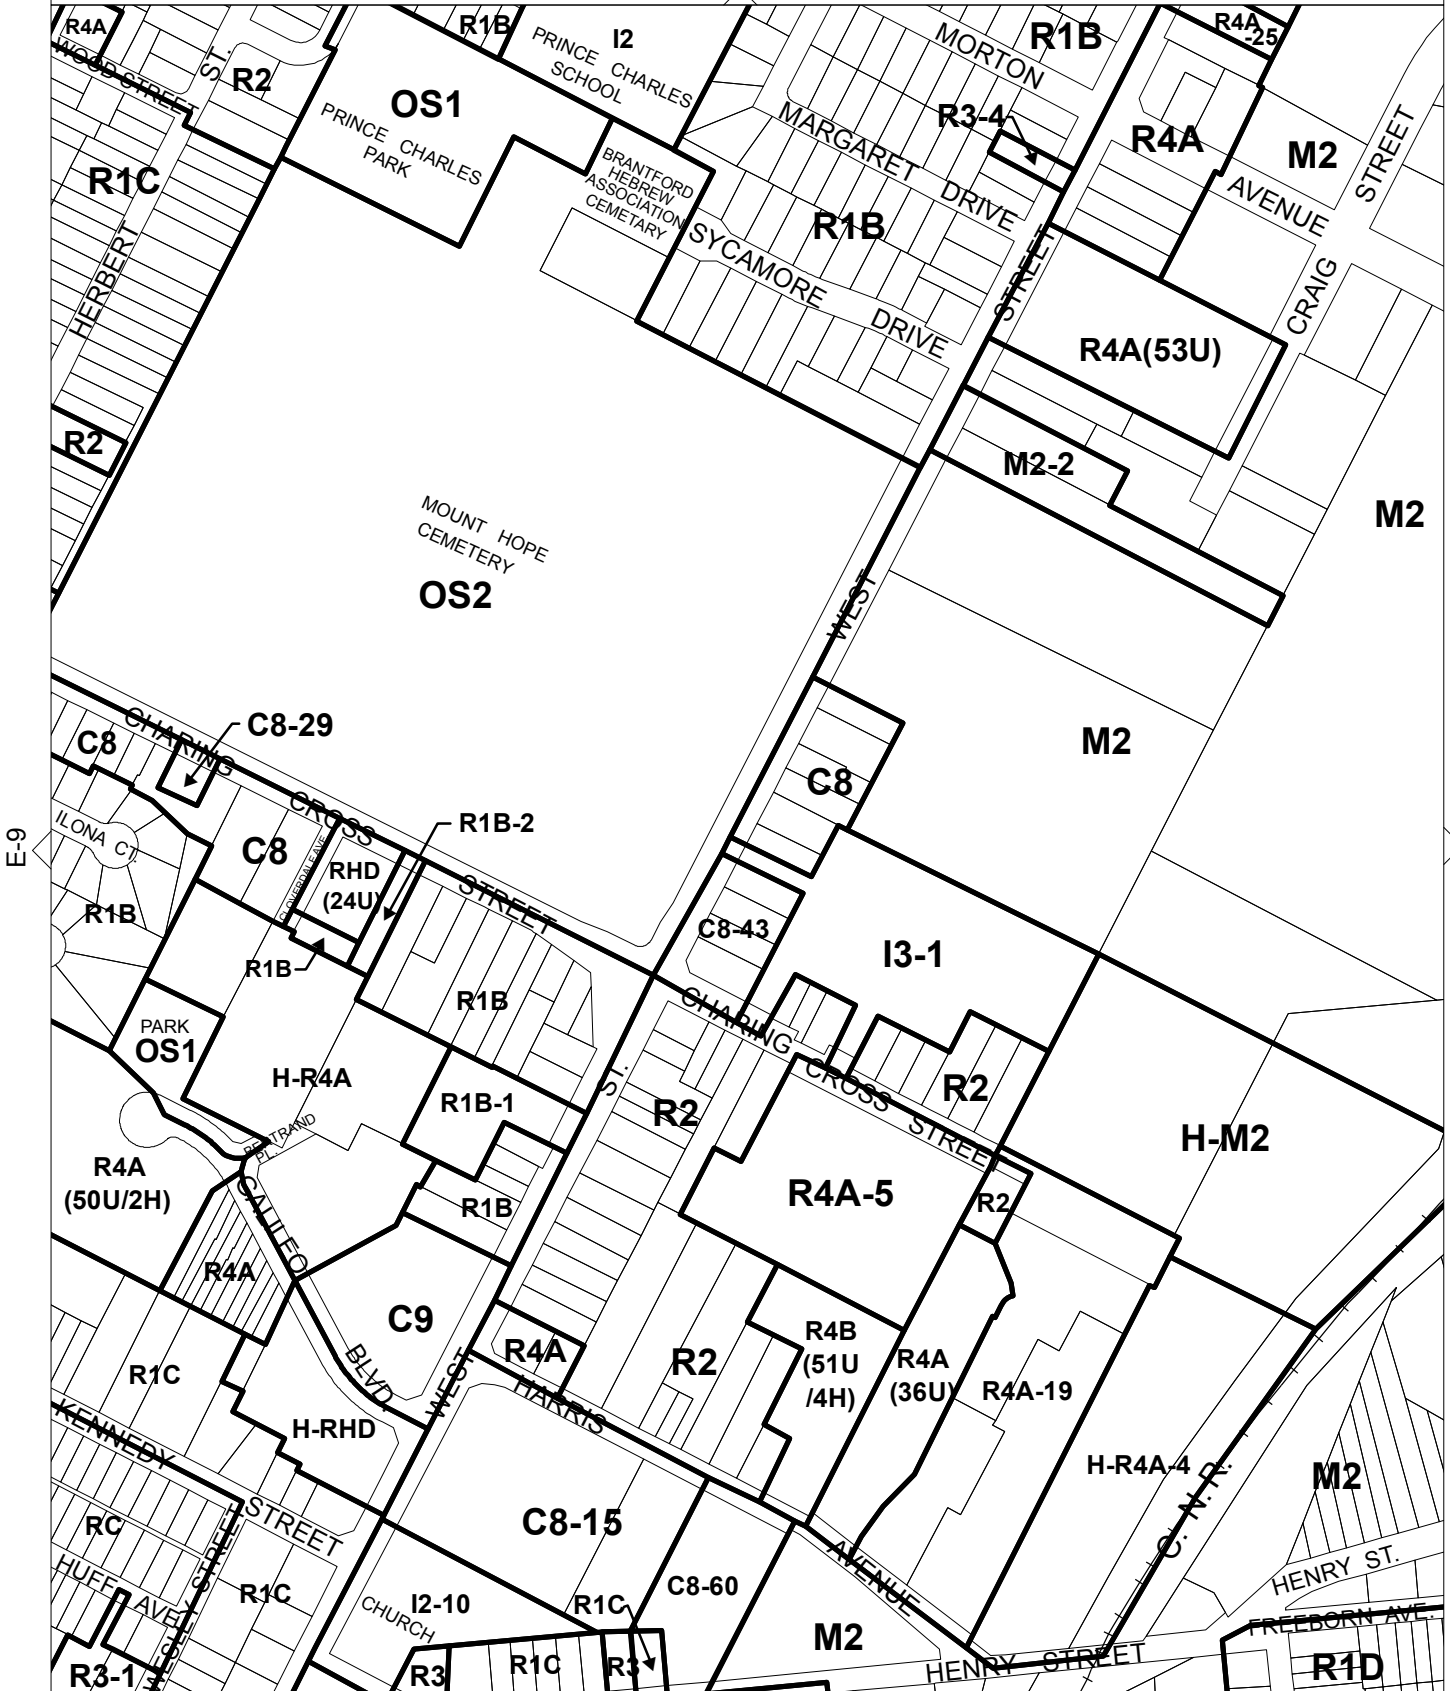 R4A
WOOD STREET
ST.
R2
R1B
I2
PRINCE CHARLES
SCHOOL
OS1
PRINCE CHARLES
PARK
MORTON
R1B
R4A
-25
R3-4
R4A
M2
STREET
MARGARET DRIVE
AVENUE
BRANTFORD
HEBREW
ASSOCIATION
CEMETARY
R1C
HERBERT
R1B
SYCAMORE
DRIVE
STREET
CRAIG
R4A(53U)
R2
M2-2
M2
MOUNT HOPE
CEMETERY
OS2
WEST
C8
CHARING
C8-29
M2
C8
E-9
ILONA CT.
CROSS
R1B-2
C8
CLOVERDALE AVE.
RHD
(24U)
STREET
R1B
R1B
C8-43
I3-1
R1B
CHARING
PARK
OS1
H-R4A
ST.
CROSS
STREET
R2
R1B-1
R2
H-M2
BERTRAND
PL.
R4A
(50U/2H)
R4A-5
R2
R1B
GALILEO
R4A
C9
R4A
R4B
(51U
/4H)
R2
R4A
(36U)
R4A-19
R1C
BLVD.
WEST
HARRIS
KENNEDY
H-RHD
H-R4A-4
C. N.R.
M2
STREET
C8-15
RC
HUFF AVE.
WESLEY STREET
R1C
AVENUE
HENRY ST.
C8-60
I2-10
CHURCH
R1C
M2
FREEBORN AVE.
HENRY STREET
R3-1
R3
R1C
R3
R1D